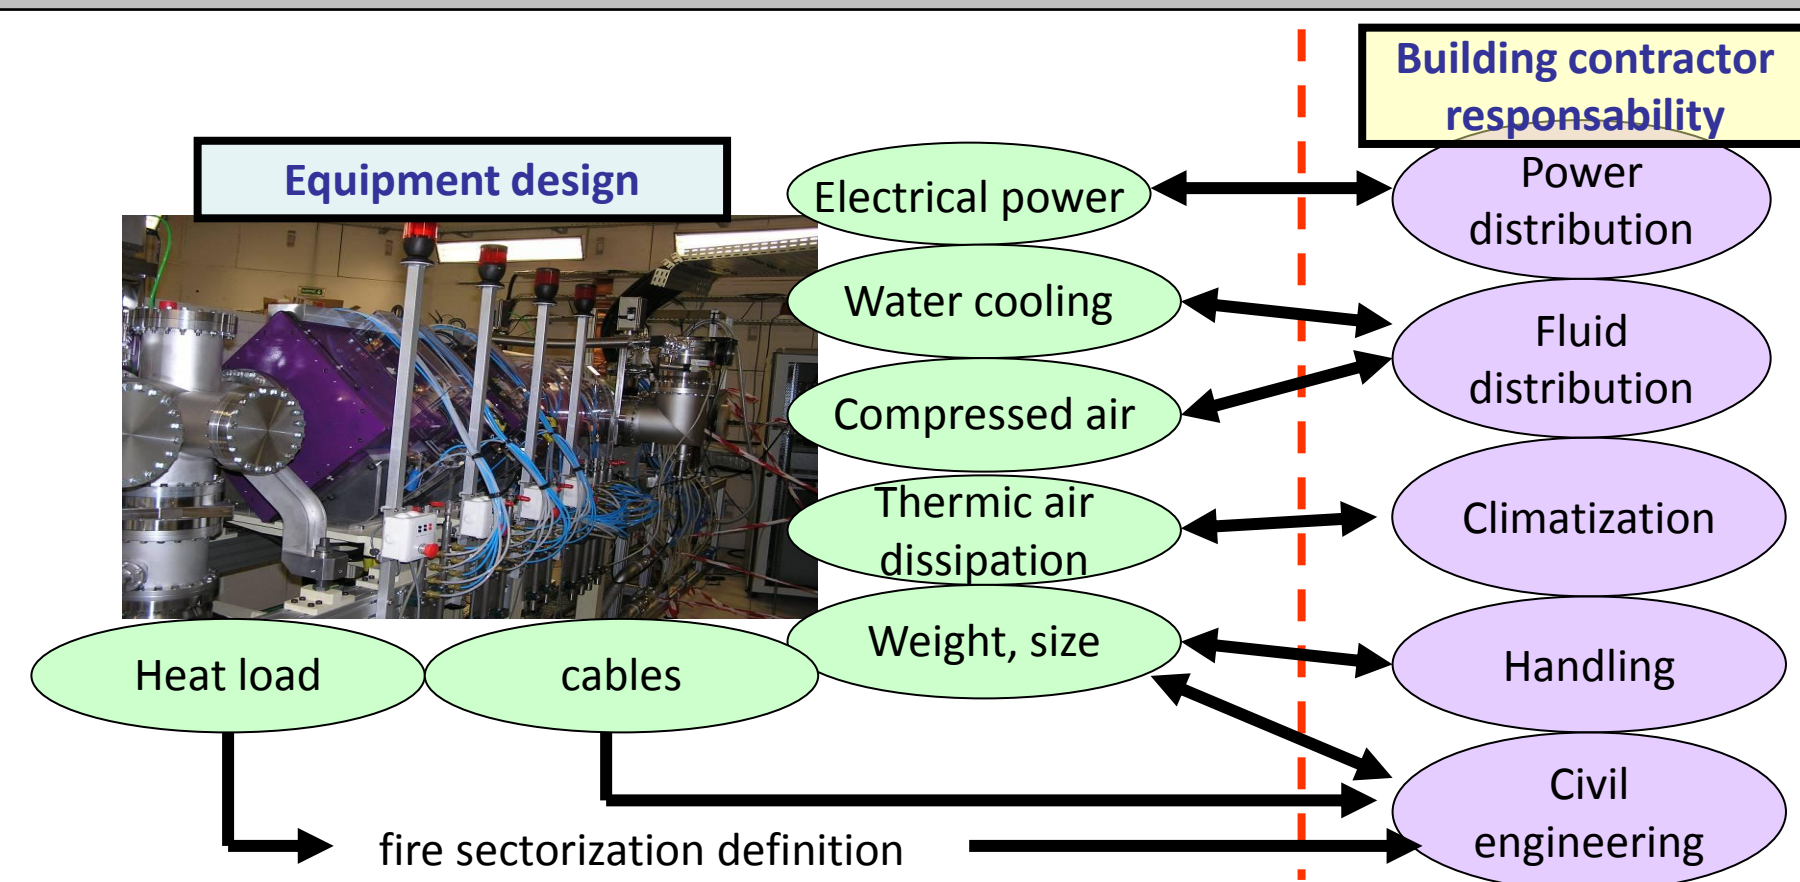 Building contractor
responsability
Equipment design
Electrical power
Power
distribution
Water cooling
Fluid
distribution
Compressed air
Thermic air
dissipation
Climatization
Weight, size
Handling
Heat load
cables
Civil
engineering
fire sectorization definition